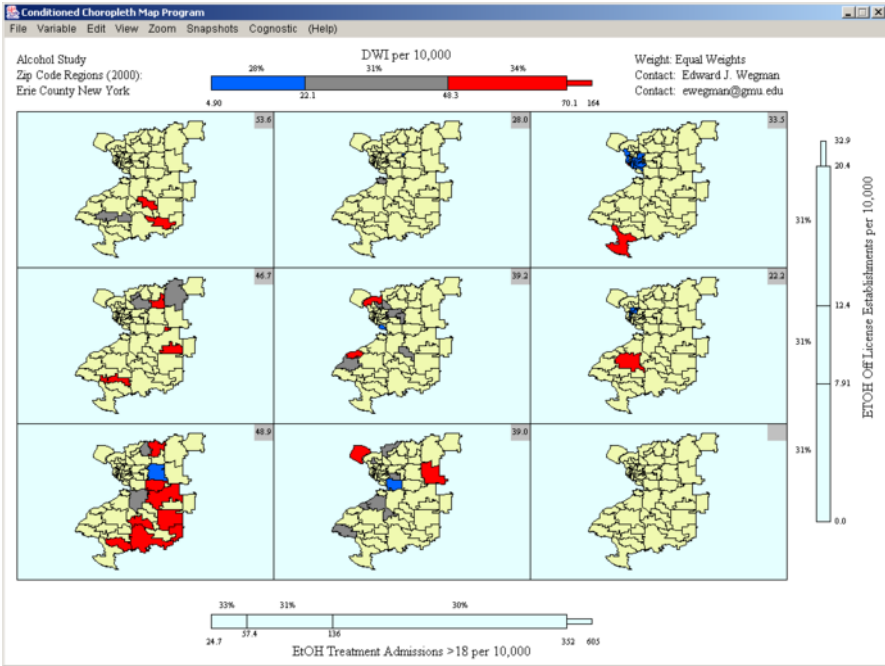 Conditioned Choropleth Map Program
File Variable Edit View Zoom Snapshots Cognostic (Help)
Alcohol Study
Zip Code Regions (2000):
Erie County New York
DWI per 10,000
28% 31% 34%
4.90 22.1 48.3 70.1 164
Weight: Equal Weights
Contact: Edward J. Wegman
Contact: ewegman@gmu.edu
53.6 28.0 33.5
46.7 39.2 22.2
48.9 39.0
32.9
20.4
31%
12.4
31%
7.91
31%
0.0
ETOH Off License Establishments per 10,000
33% 31% 30%
24.7 57.4 136 352 605
EtOH Treatment Admissions >18 per 10,000